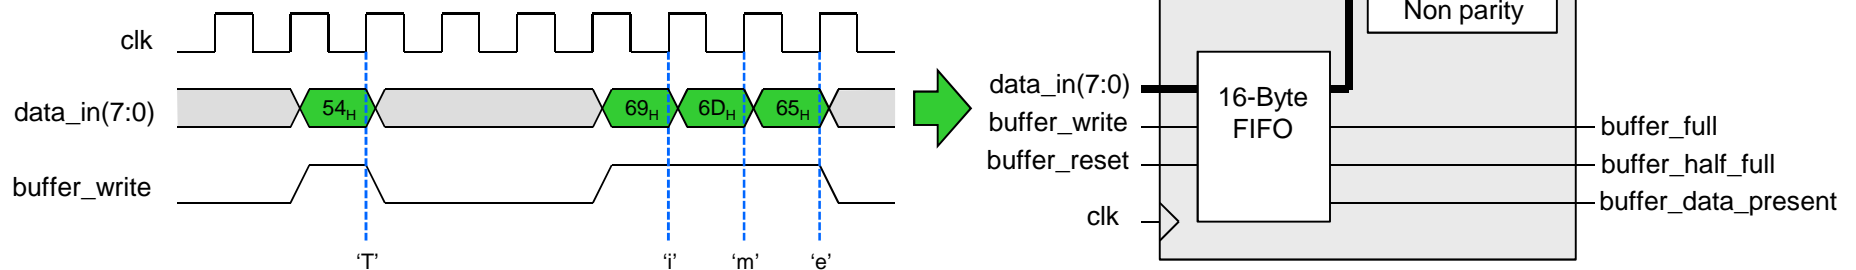 clk
data_in(7:0)
54H
69H
6DH
65H
buffer_write
‘T’
‘i’
‘m’
‘e’
Non parity
data_in(7:0)
buffer_write
buffer_reset
clk
16-Byte
FIFO
buffer_full
buffer_half_full
buffer_data_present